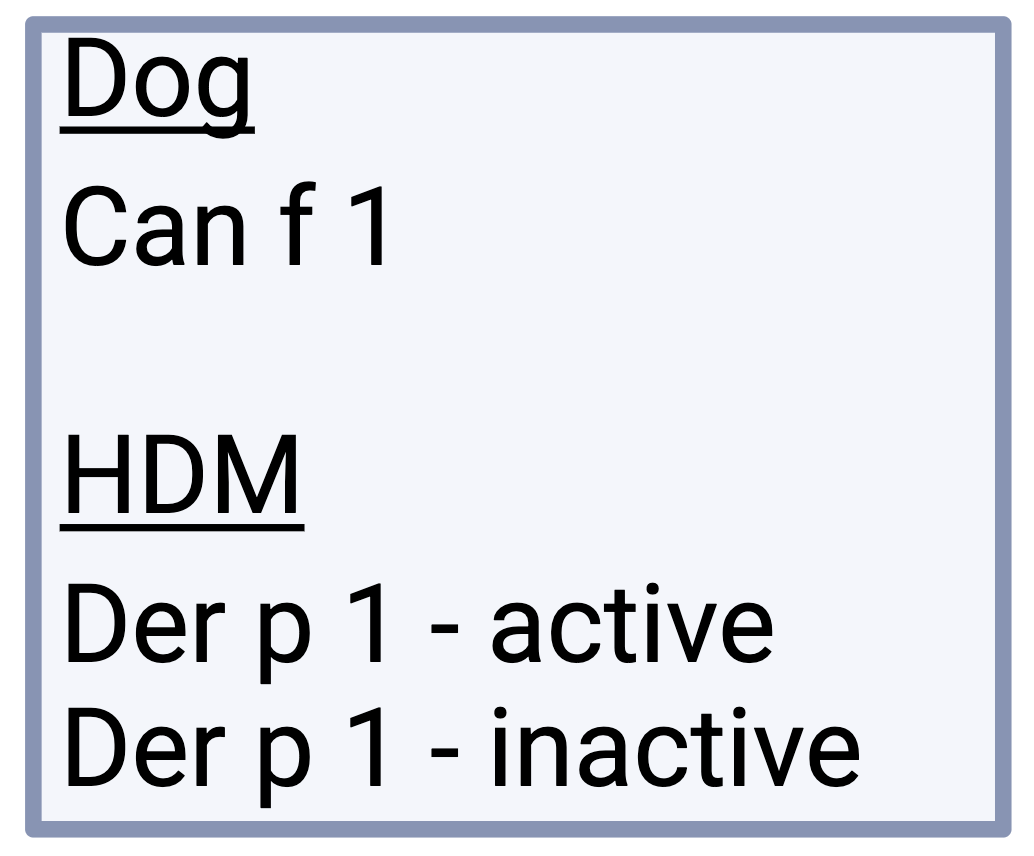 Dog
Can f 1
HDM
Der p 1 - active
Der p 1 - inactive